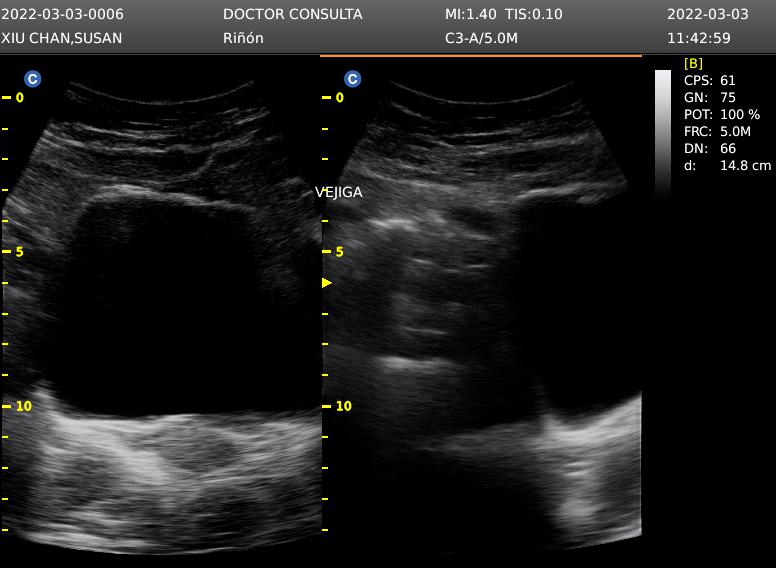 2022-03-03-0006 DOCTOR CONSULTA MI:1.40 TIS:0.10 2022-03-03
XIU CHAN,SUSAN Riñón C3-A/5.0M 11:42:59
C C
[B]
CPS: 61
GN: 75
POT: 100 %
FRC: 5.0M
DN: 66
d: 14.8 cm
0 0
VEJIGA
5 5
10 10